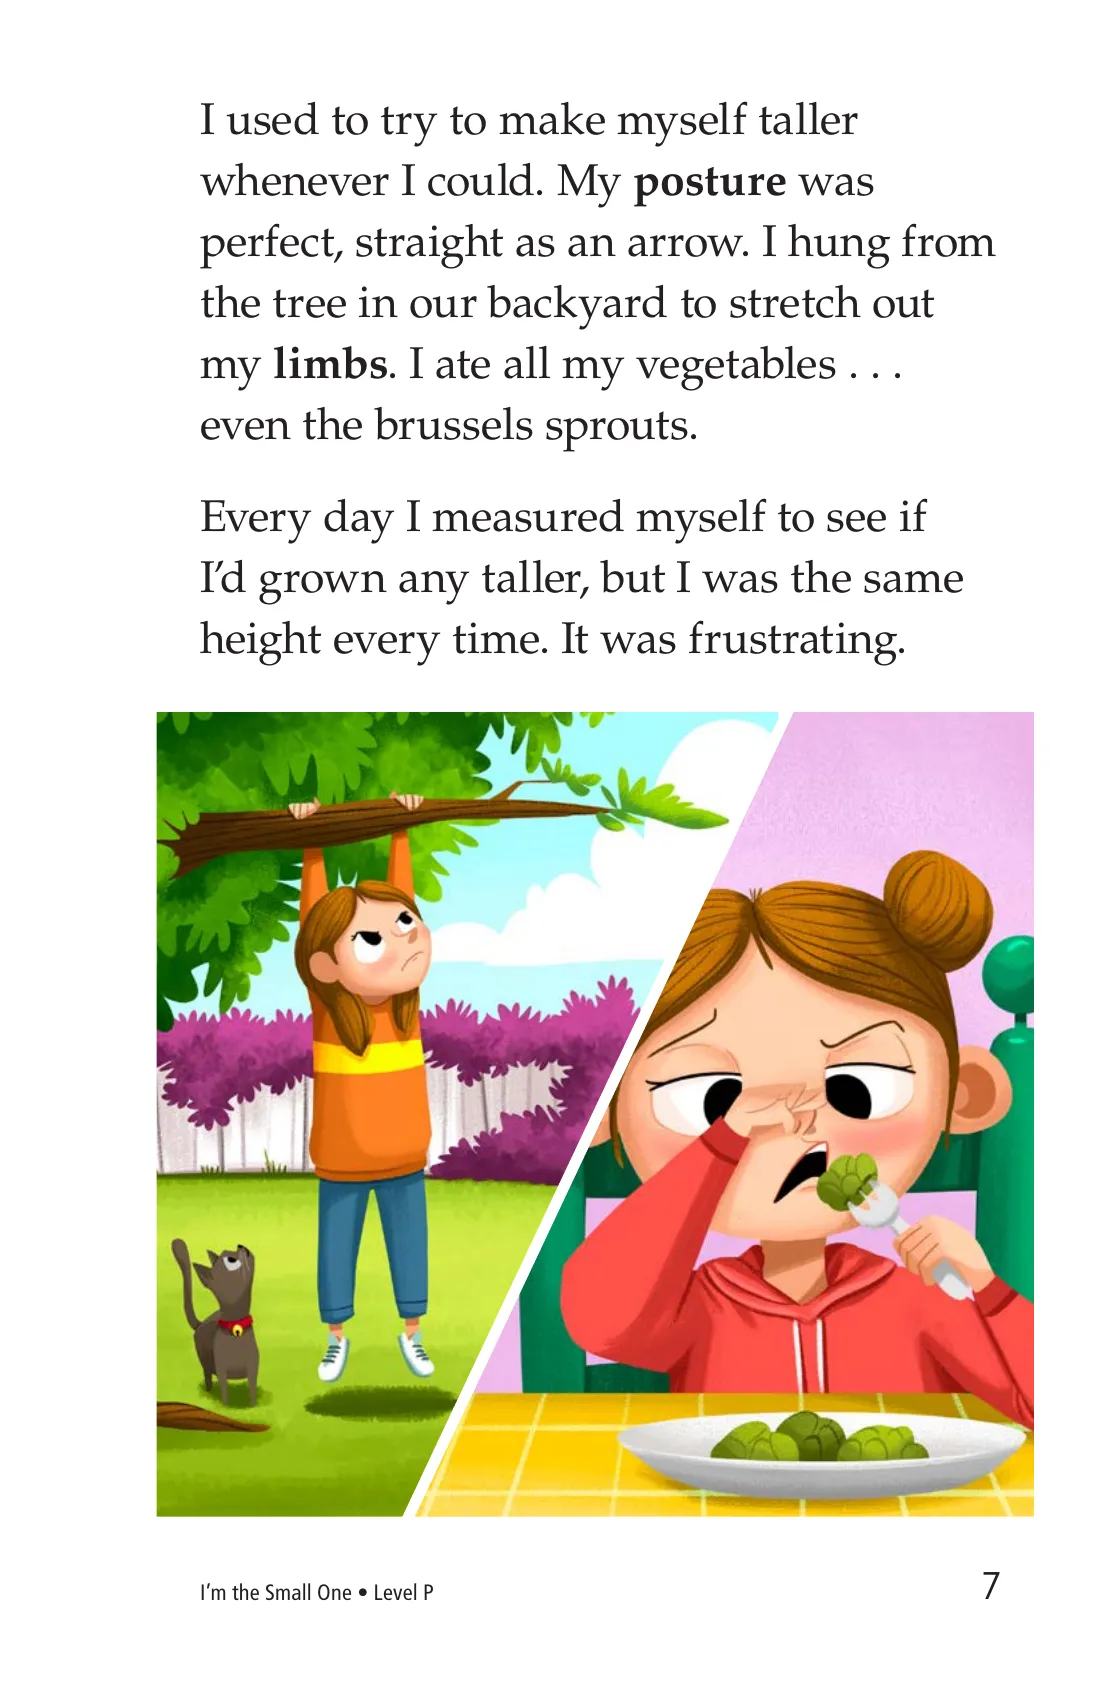 I used to try to make myself taller
whenever I could. My posture was
perfect, straight as an arrow. I hung from
the tree in our backyard to stretch out
my limbs. I ate all my vegetables . . .
even the brussels sprouts.
Every day I measured myself to see if
I’d grown any taller, but I was the same
height every time. It was frustrating.
I’m the Small One • Level P
7